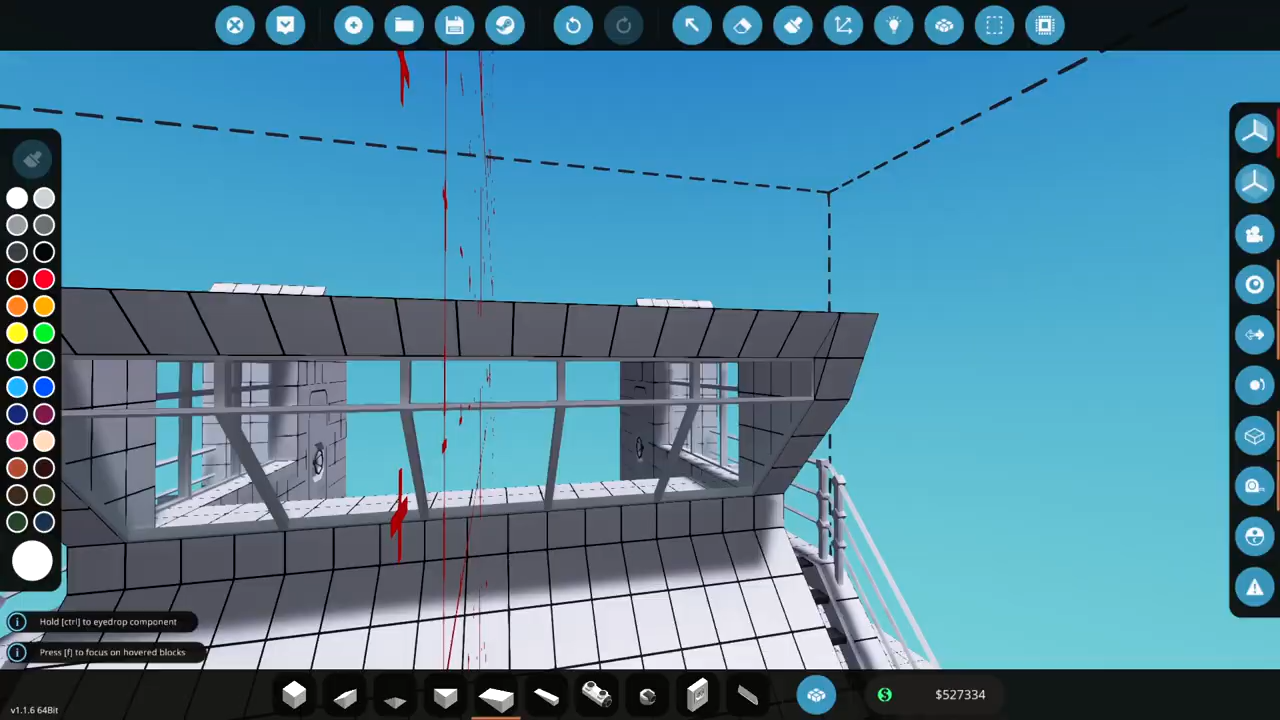 Hold [ctrl] to eyedrop component
Press [f] to focus on hovered blocks
v1.1.6 64Bit
$ $527334